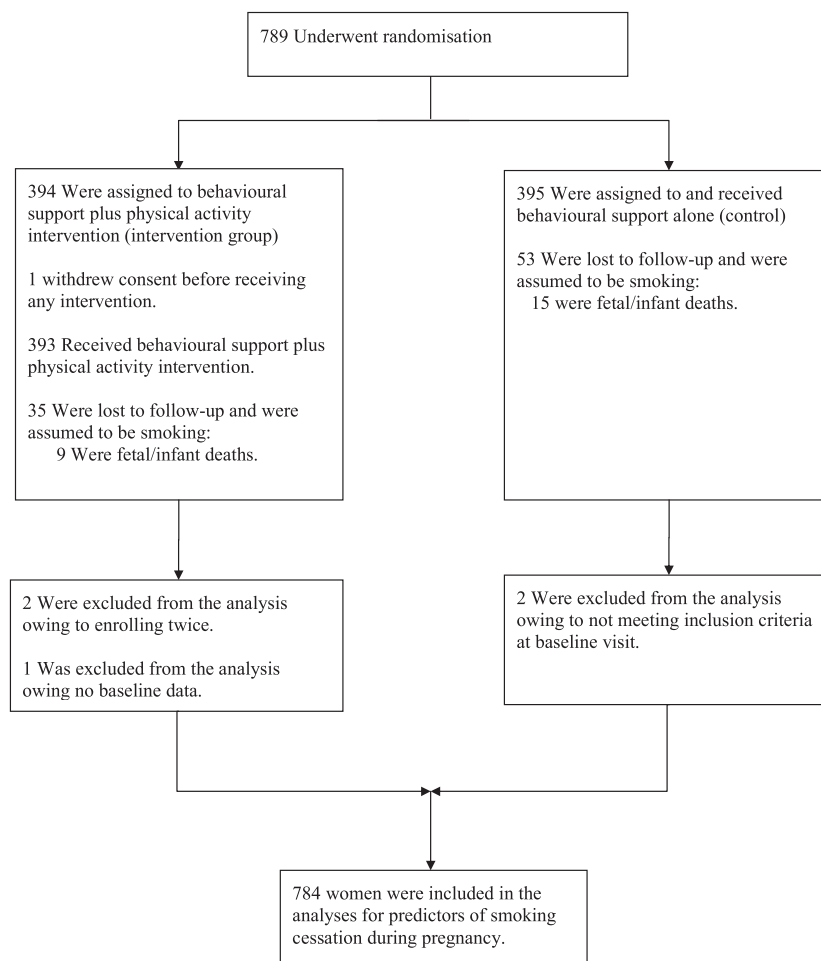 789 Underwent randomisation
394 Were assigned to behavioural
support plus physical activity
intervention (intervention group)
1 withdrew consent before receiving
any intervention.
393 Received behavioural support plus
physical activity intervention.
35 Were lost to follow-up and were
assumed to be smoking:
9 Were fetal/infant deaths.
395 Were assigned to and received
behavioural support alone (control)
53 Were lost to follow-up and were
assumed to be smoking:
15 were fetal/infant deaths.
2 Were excluded from the analysis
owing to enrolling twice.
1 Was excluded from the analysis
owing no baseline data.
2 Were excluded from the analysis
owing to not meeting inclusion criteria
at baseline visit.
784 women were included in the
analyses for predictors of smoking
cessation during pregnancy.